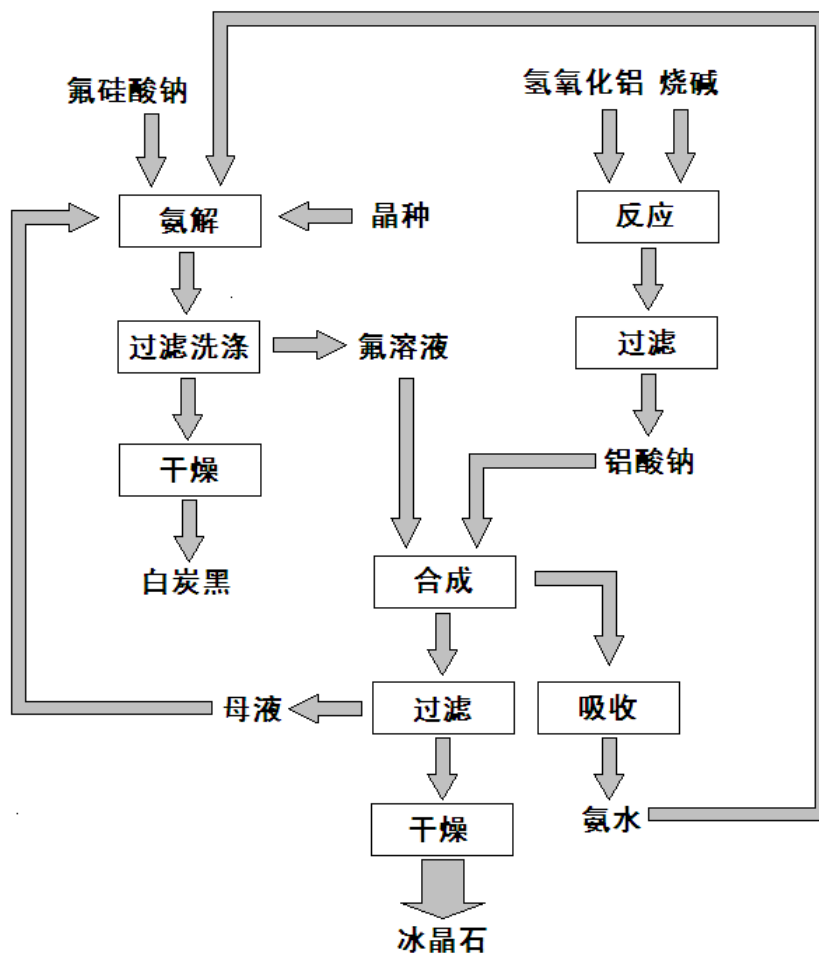 氟硅酸钠
氢氧化铝 烧碱
氨解
晶种
反应
过滤洗涤
氟溶液
过滤
干燥
铝酸钠
白炭黑
合成
母液
过滤
吸收
干燥
氨水
冰晶石